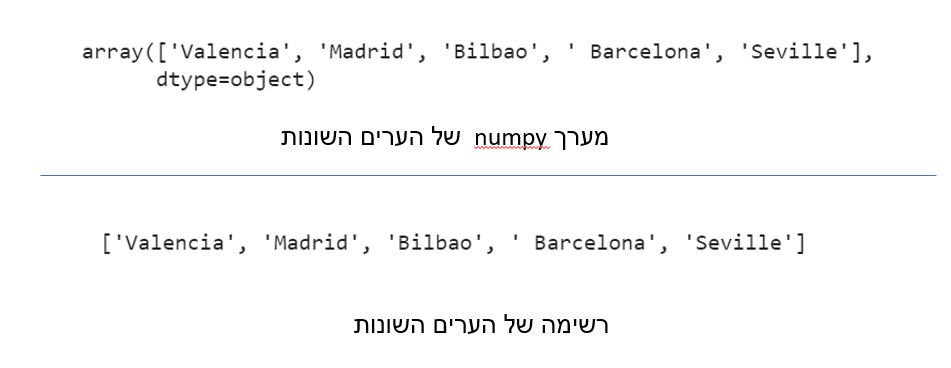 array(['Valencia', 'Madrid', 'Bilbao', ' Barcelona', 'Seville'],
dtype=object)
מערך numpy של הערים השונות
['Valencia', 'Madrid', 'Bilbao', ' Barcelona', 'Seville']
רשימה של הערים השונות